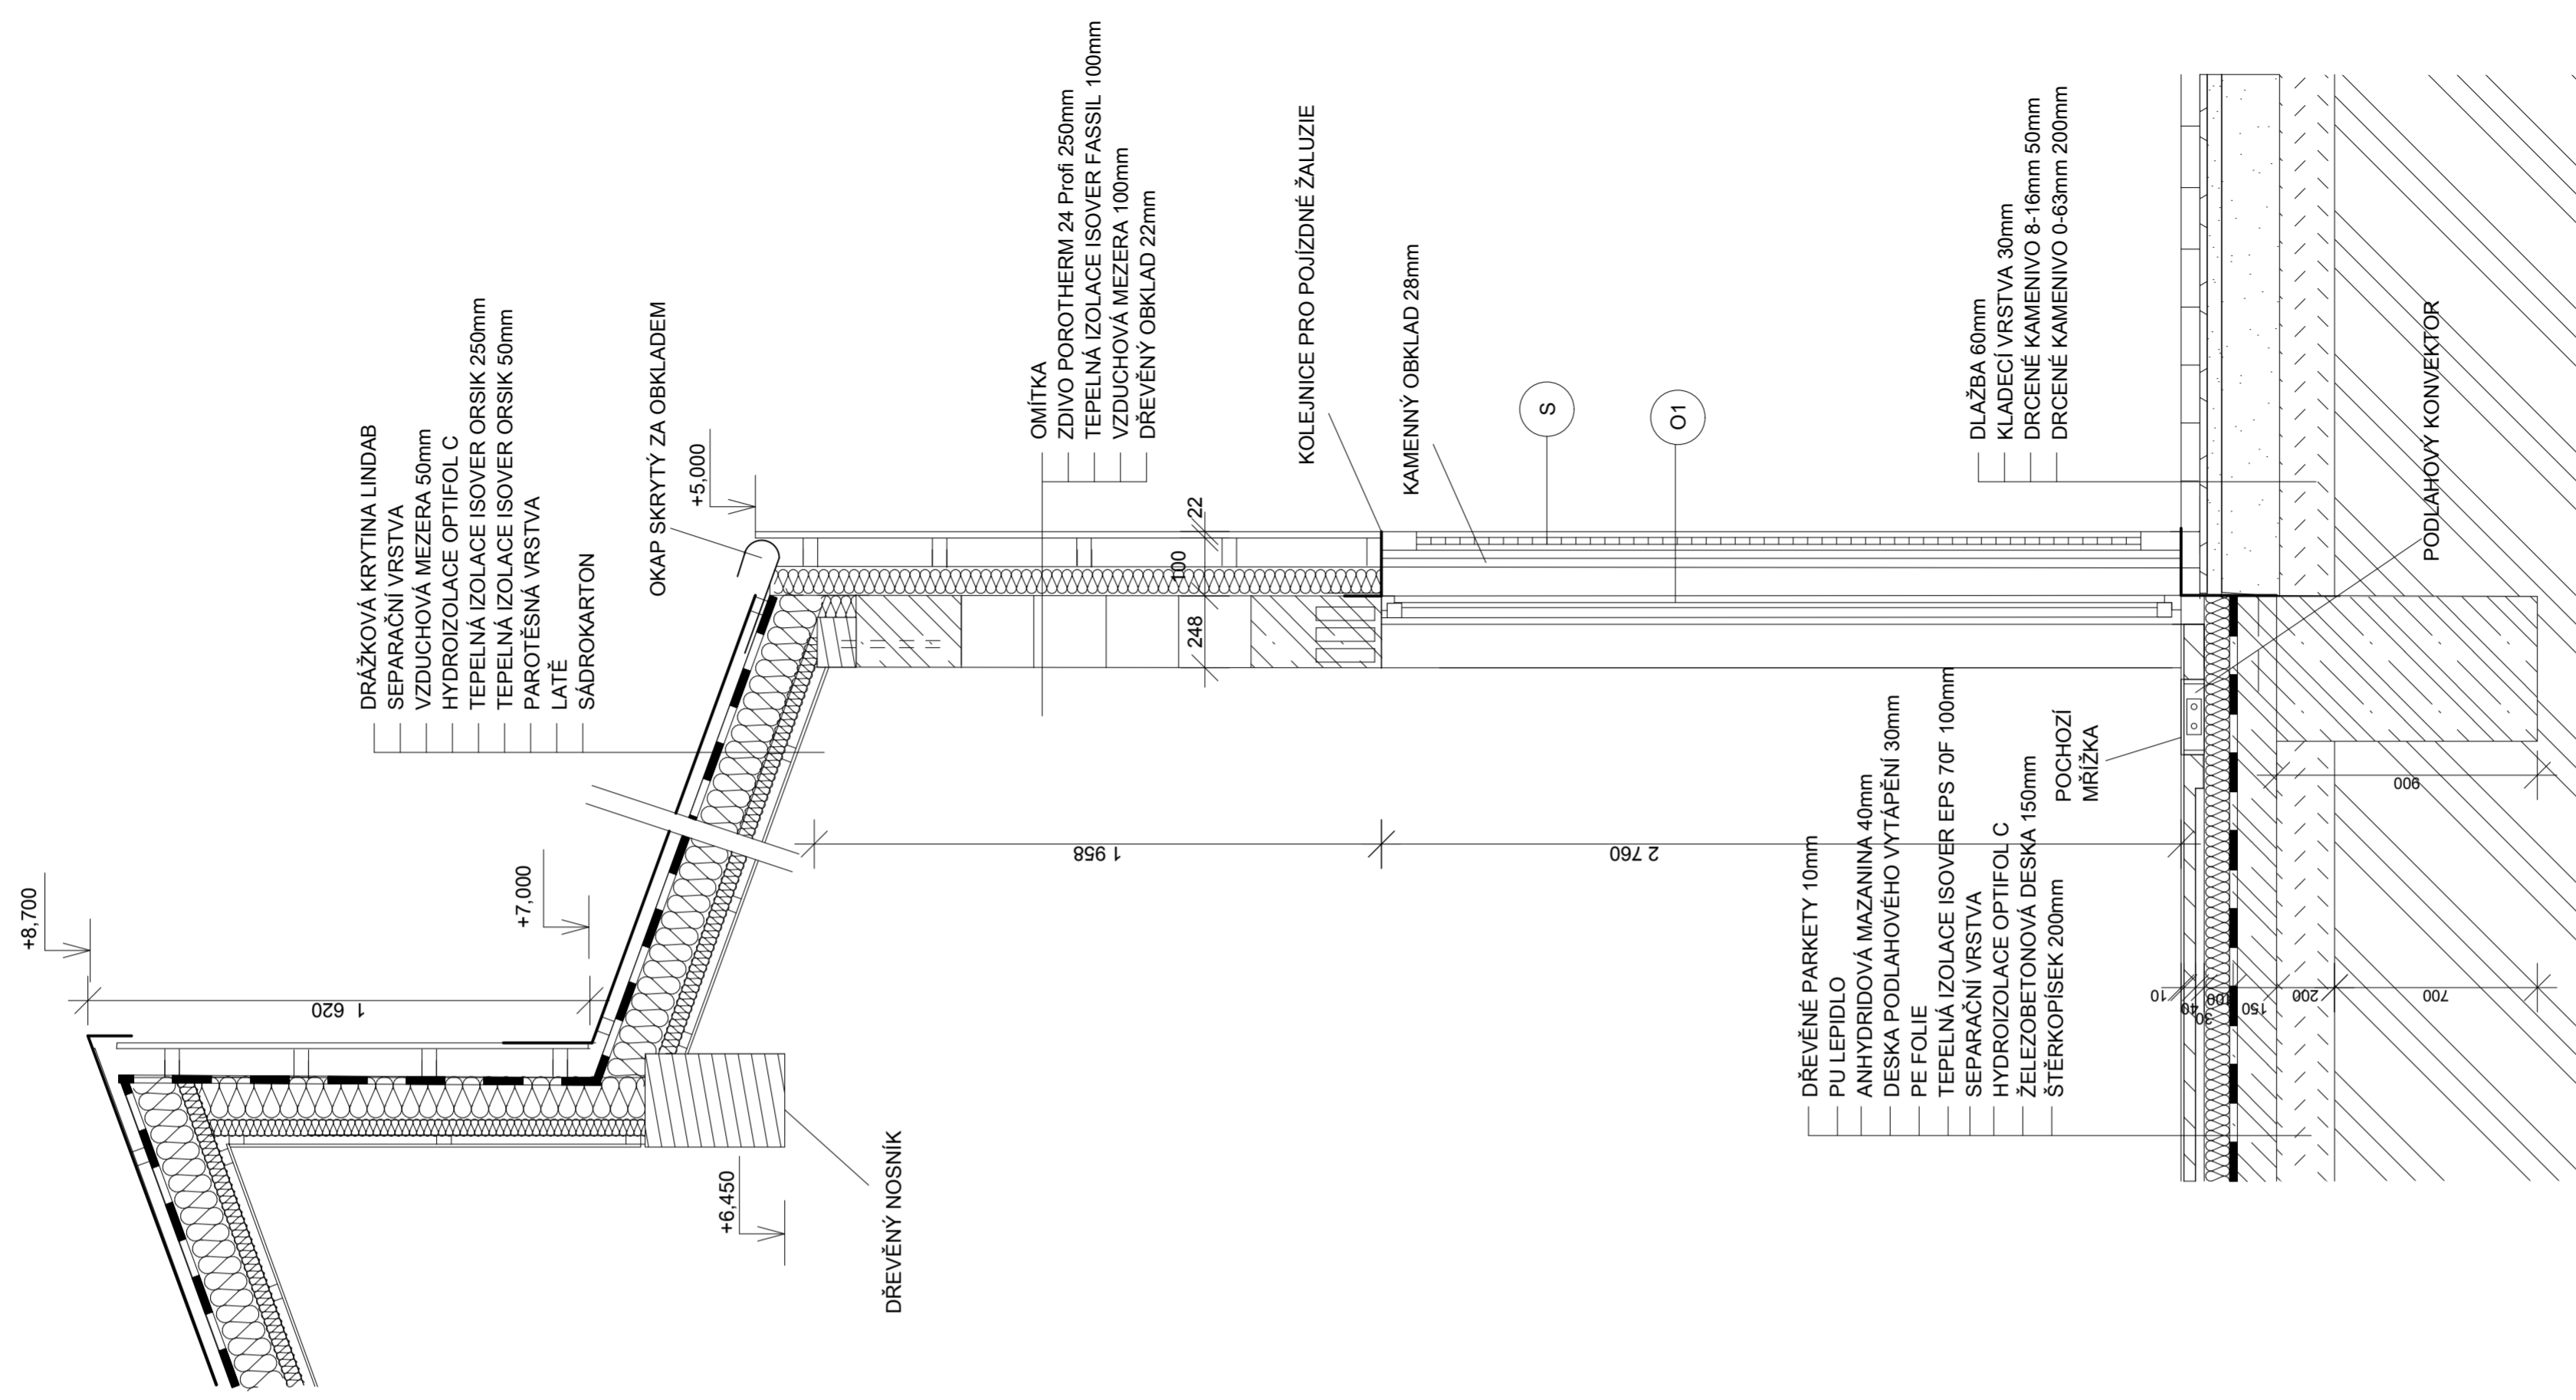 +8,700
1 620
+7,000
DRÁŽKOVÁ KRYTINA LINDAB
SEPARAČNÍ VRSTVA
VZDUCHOVÁ MEZERA 50mm
HYDROIZOLACE OPTIFOL C
TEPELNÁ IZOLACE ISOVER ORSIK 250mm
TEPELNÁ IZOLACE ISOVER ORSIK 50mm
PAROTĚSNÁ VRSTVA
LATĚ
SÁDROKARTON
OKAP SKRYTÝ ZA OBKLADEM
+5,000
+6,450
DŘEVĚNÝ NOSNÍK
OMÍTKA
ZDIVO POROTHERM 24 Profi 250mm
TEPELNÁ IZOLACE ISOVER FASSIL 100mm
VZDUCHOVÁ MEZERA 100mm
DŘEVĚNÝ OBKLAD 22mm
22
100
248
1 958
2 760
KOLEJNICE PRO POJÍZDNÉ ŽALUZIE
KAMENNÝ OBKLAD 28mm
S
O1
DŘEVĚNÉ PARKETY 10mm
PU LEPIDLO
ANHYDRIDOVÁ MAZANINA 40mm
DESKA PODLAHOVÉHO VYTÁPĚNÍ 30mm
PE FOLIE
TEPELNÁ IZOLACE ISOVER EPS 70F 100mm
SEPARAČNÍ VRSTVA
HYDROIZOLACE OPTIFOL C
ŽELEZOBETONOVÁ DESKA 150mm
ŠTĚRKOPÍSEK 200mm
POCHOZÍ
MŘÍŽKA
DLAŽBA 60mm
KLADECÍ VRSTVA 30mm
DRCENÉ KAMENIVO 8-16mm 50mm
DRCENÉ KAMENIVO 0-63mm 200mm
PODLAHOVÝ KONVEKTOR
10
40
30
100
150
200
700
900